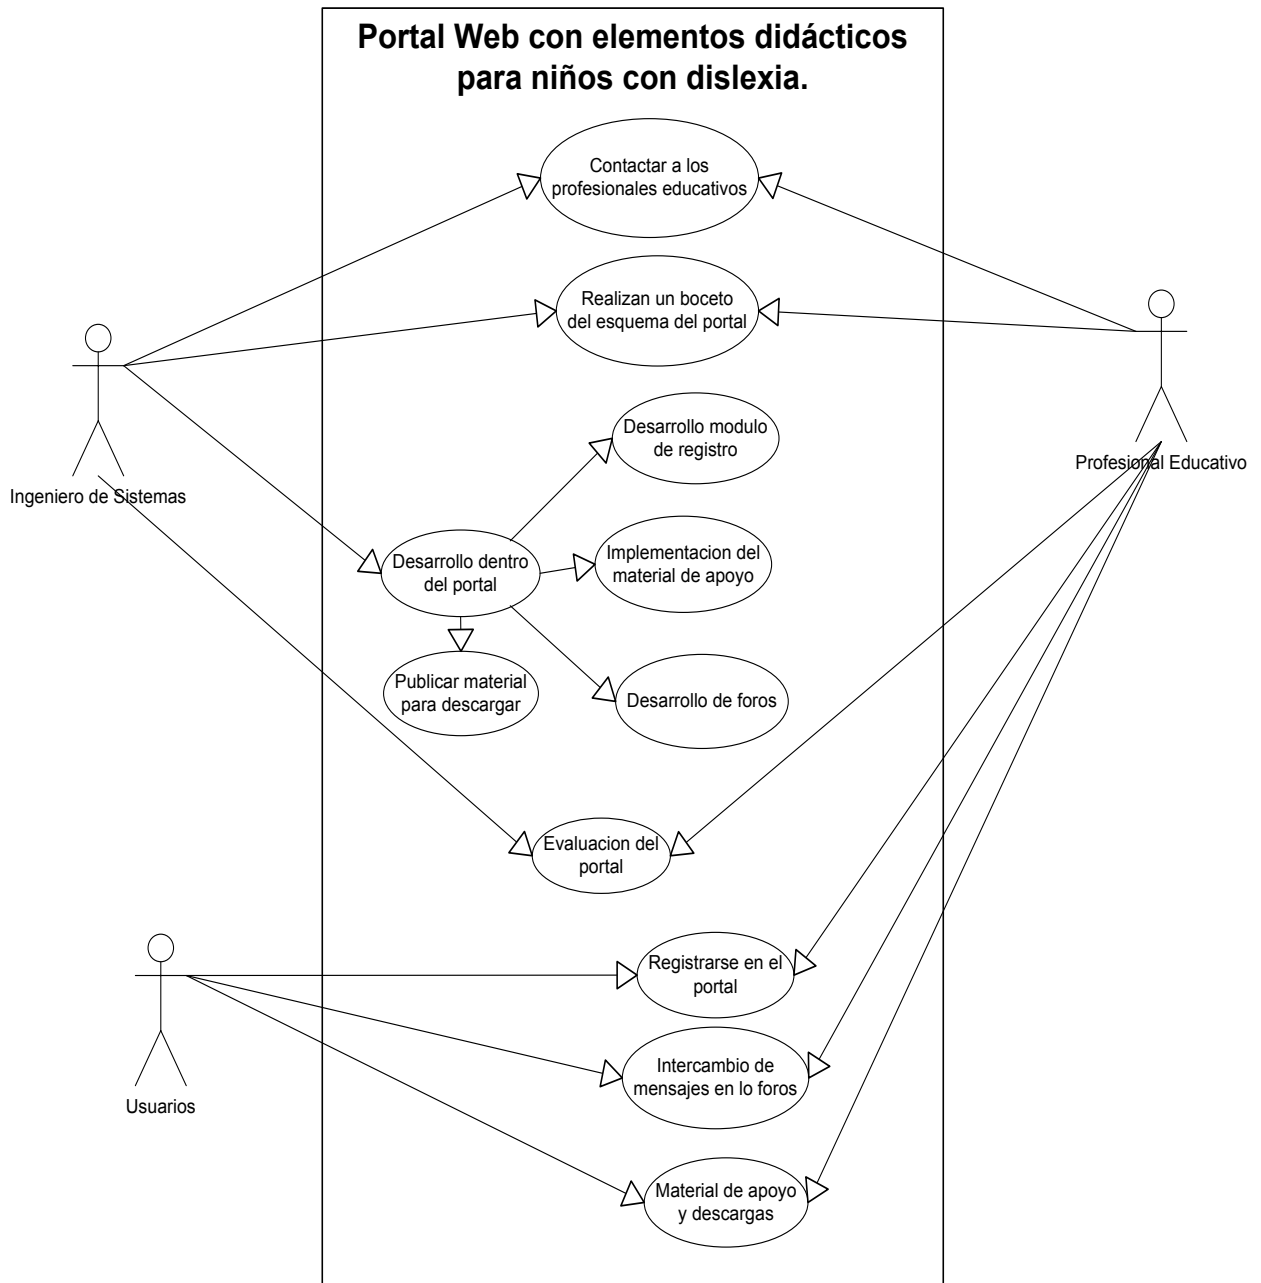 Portal Web con elementos didácticos
para niños con dislexia.
Contactar a los
profesionales educativos
Realizan un boceto
del esquema del portal
Desarrollo modulo
de registro
Profesional Educativo
Ingeniero de Sistemas
Desarrollo dentro
del portal
Implementacion del
material de apoyo
Publicar material
para descargar
Desarrollo de foros
Evaluacion del
portal
Registrarse en el
portal
Intercambio de
mensajes en lo foros
Usuarios
Material de apoyo
y descargas